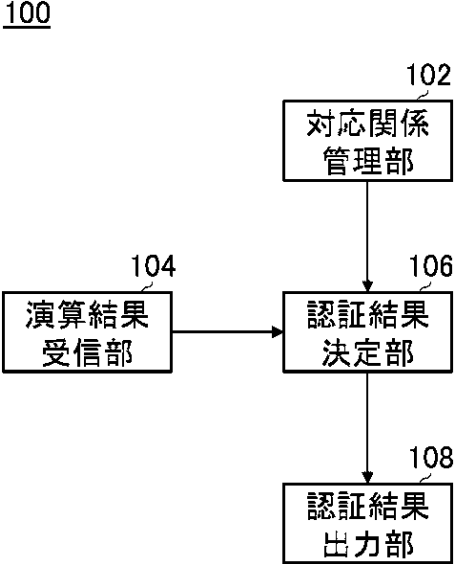 100
102
対応関係
管理部
104
演算結果
受信部
106
認証結果
決定部
108
認証結果
出力部